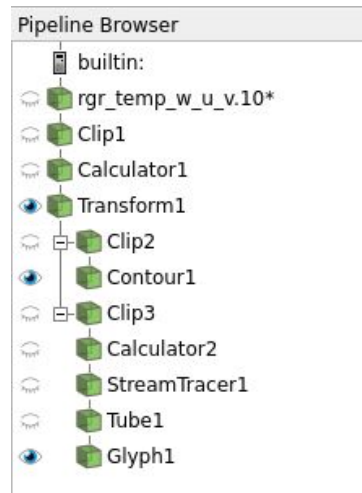 Pipeline Browser
builtin:
rgr_temp_w_u_v.10*
Clip1
Calculator1
Transform1
Clip2
Contour1
Clip3
Calculator2
StreamTracer1
Tube1
Glyph1